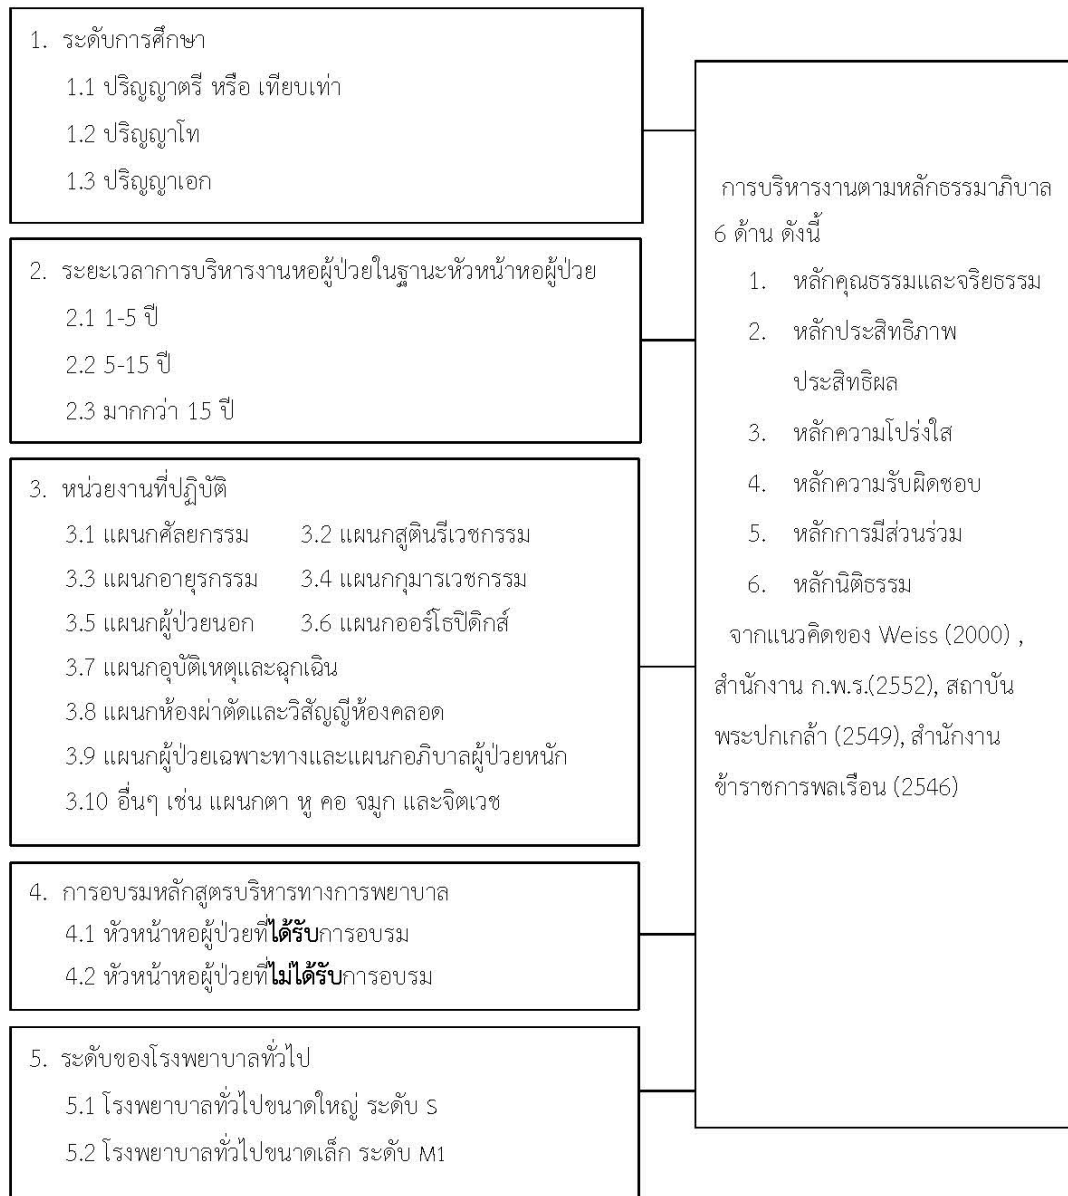 1. ระดับการศึกษา
1.1 ปริญญาตรี หรือ เทียบเท่า
1.2 ปริญญาโท
1.3 ปริญญาเอก
2. ระยะเวลาการบริหารงานหอผู้ป่วยในฐานะหัวหน้าหอผู้ป่วย
2.1 1-5 ปี
2.2 5-15 ปี
2.3 มากกว่า 15 ปี
3. หน่วยงานที่ปฏิบัติ
3.1 แผนกศัลยกรรม 3.2 แผนกสูตินรีเวชกรรม
3.3 แผนกอายุรกรรม 3.4 แผนกกุมารเวชกรรม
3.5 แผนกผู้ป่วยนอก 3.6 แผนกออร์โธปิดิกส์
3.7 แผนกอุบัติเหตุและฉุกเฉิน
3.8 แผนกห้องผ่าตัดและวิสัญญีห้องคลอด
3.9 แผนกผู้ป่วยเฉพาะทางและแผนกอภิบาลผู้ป่วยหนัก
3.10 อื่นๆ เช่น แผนกตา หู คอ จมูก และจิตเวช
4. การอบรมหลักสูตรบริหารทางการพยาบาล
4.1 หัวหน้าหอผู้ป่วยที่ได้รับการอบรม
4.2 หัวหน้าหอผู้ป่วยที่ไม่ได้รับการอบรม
5. ระดับของโรงพยาบาลทั่วไป
5.1 โรงพยาบาลทั่วไปขนาดใหญ่ ระดับ S
5.2 โรงพยาบาลทั่วไปขนาดเล็ก ระดับ M1
การบริหารงานตามหลักธรรมาภิบาล
6 ด้าน ดังนี้
1. หลักคุณธรรมและจริยธรรม
2. หลักประสิทธิภาพ
ประสิทธิผล
3. หลักความโปร่งใส
4. หลักความรับผิดชอบ
5. หลักการมีส่วนร่วม
6. หลักนิติธรรม
จากแนวคิดของ Weiss (2000) ,
สำนักงาน ก.พ.ร.(2552), สถาบัน
พระปกเกล้า (2549), สำนักงาน
ข้าราชการพลเรือน (2546)